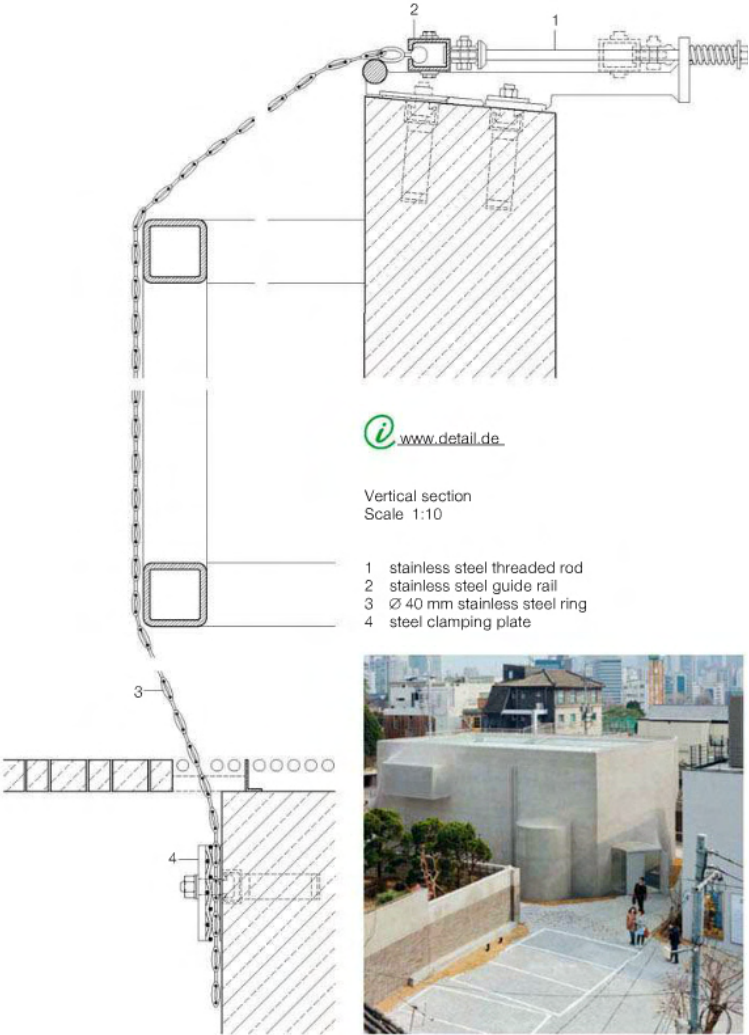 2
1
www.detail.de
Vertical section
Scale 1:10
1 stainless steel threaded rod
2 stainless steel guide rail
3 Ø 40 mm stainless steel ring
4 steel clamping plate
3
4